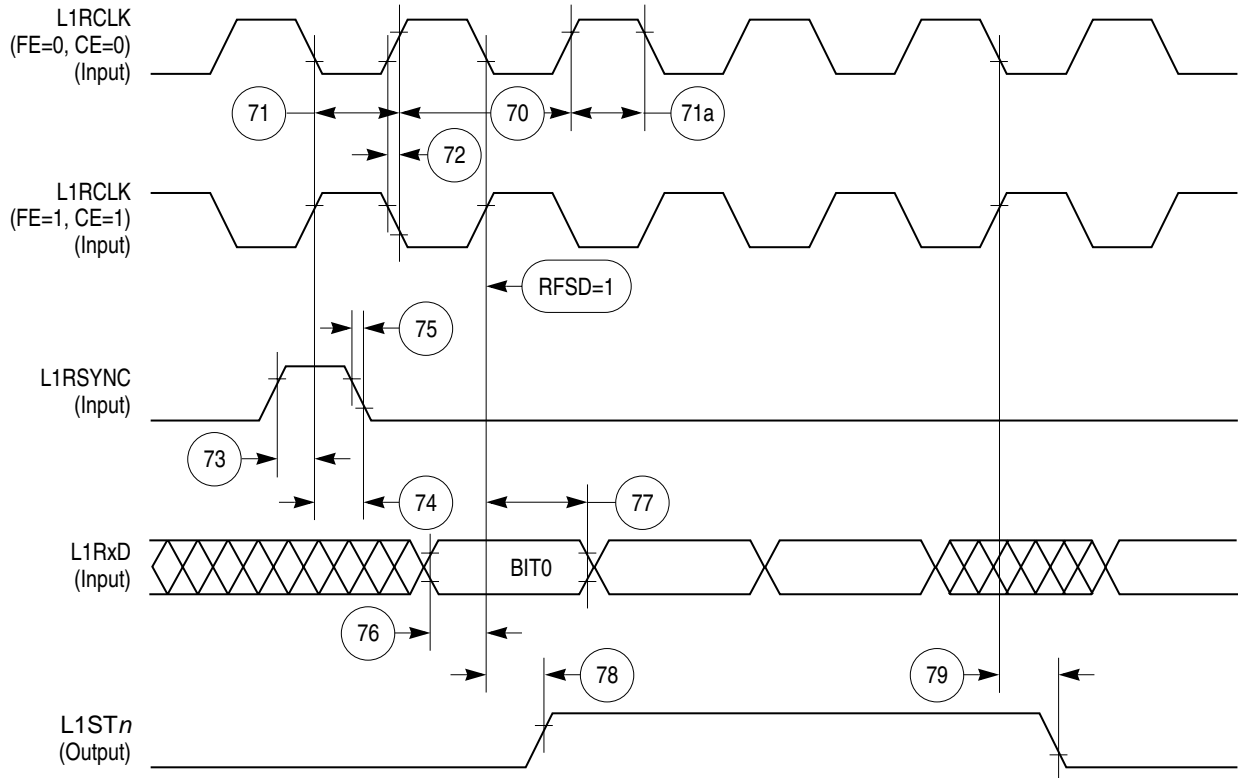 L1RCLK
(FE=0, CE=0)
(Input)
71
70
71a
72
L1RCLK
(FE=1, CE=1)
(Input)
RFSD=1
75
L1RSYNC
(Input)
73
74
77
L1RxD
(Input)
BIT0
76
78
79
L1STn
(Output)